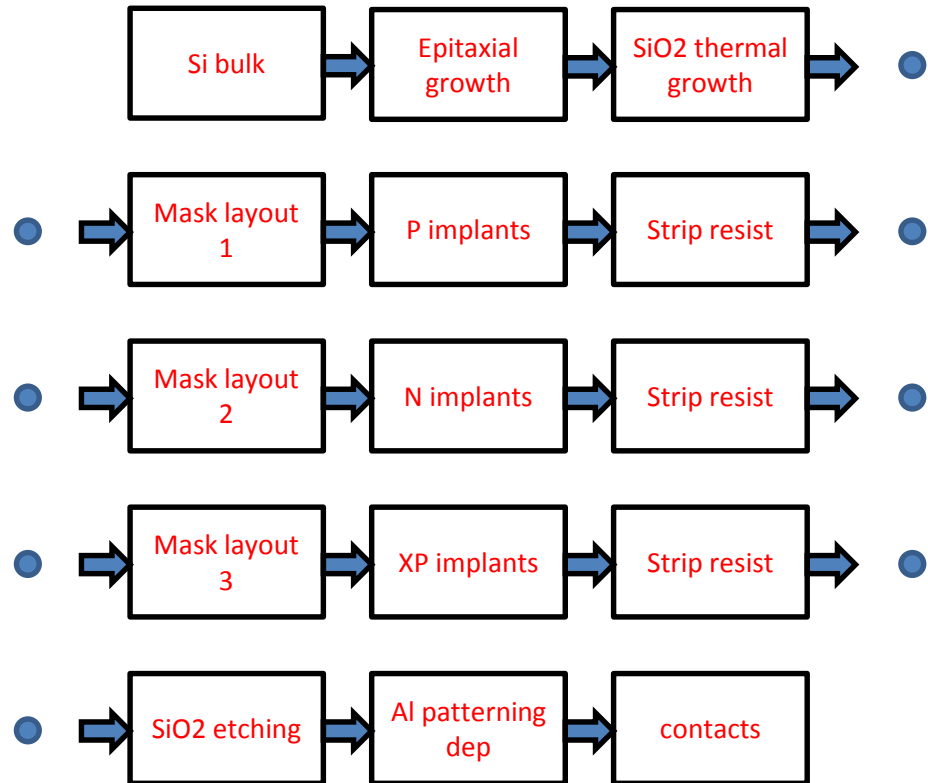 Si bulk
Epitaxial
growth
SiO2 thermal
growth
Mask layout
1
P implants
Strip resist
Mask layout
2
N implants
Strip resist
Mask layout
3
XP implants
Strip resist
SiO2 etching
Al patterning
dep
contacts